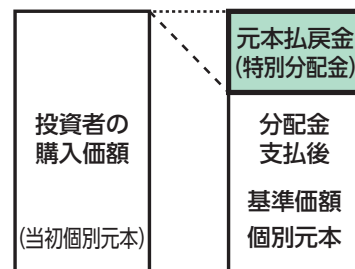 投資者の
購入価額
(当初個別元本)
元本払戻金
(特別分配金)
分配金
支払後
基準価額
個別元本